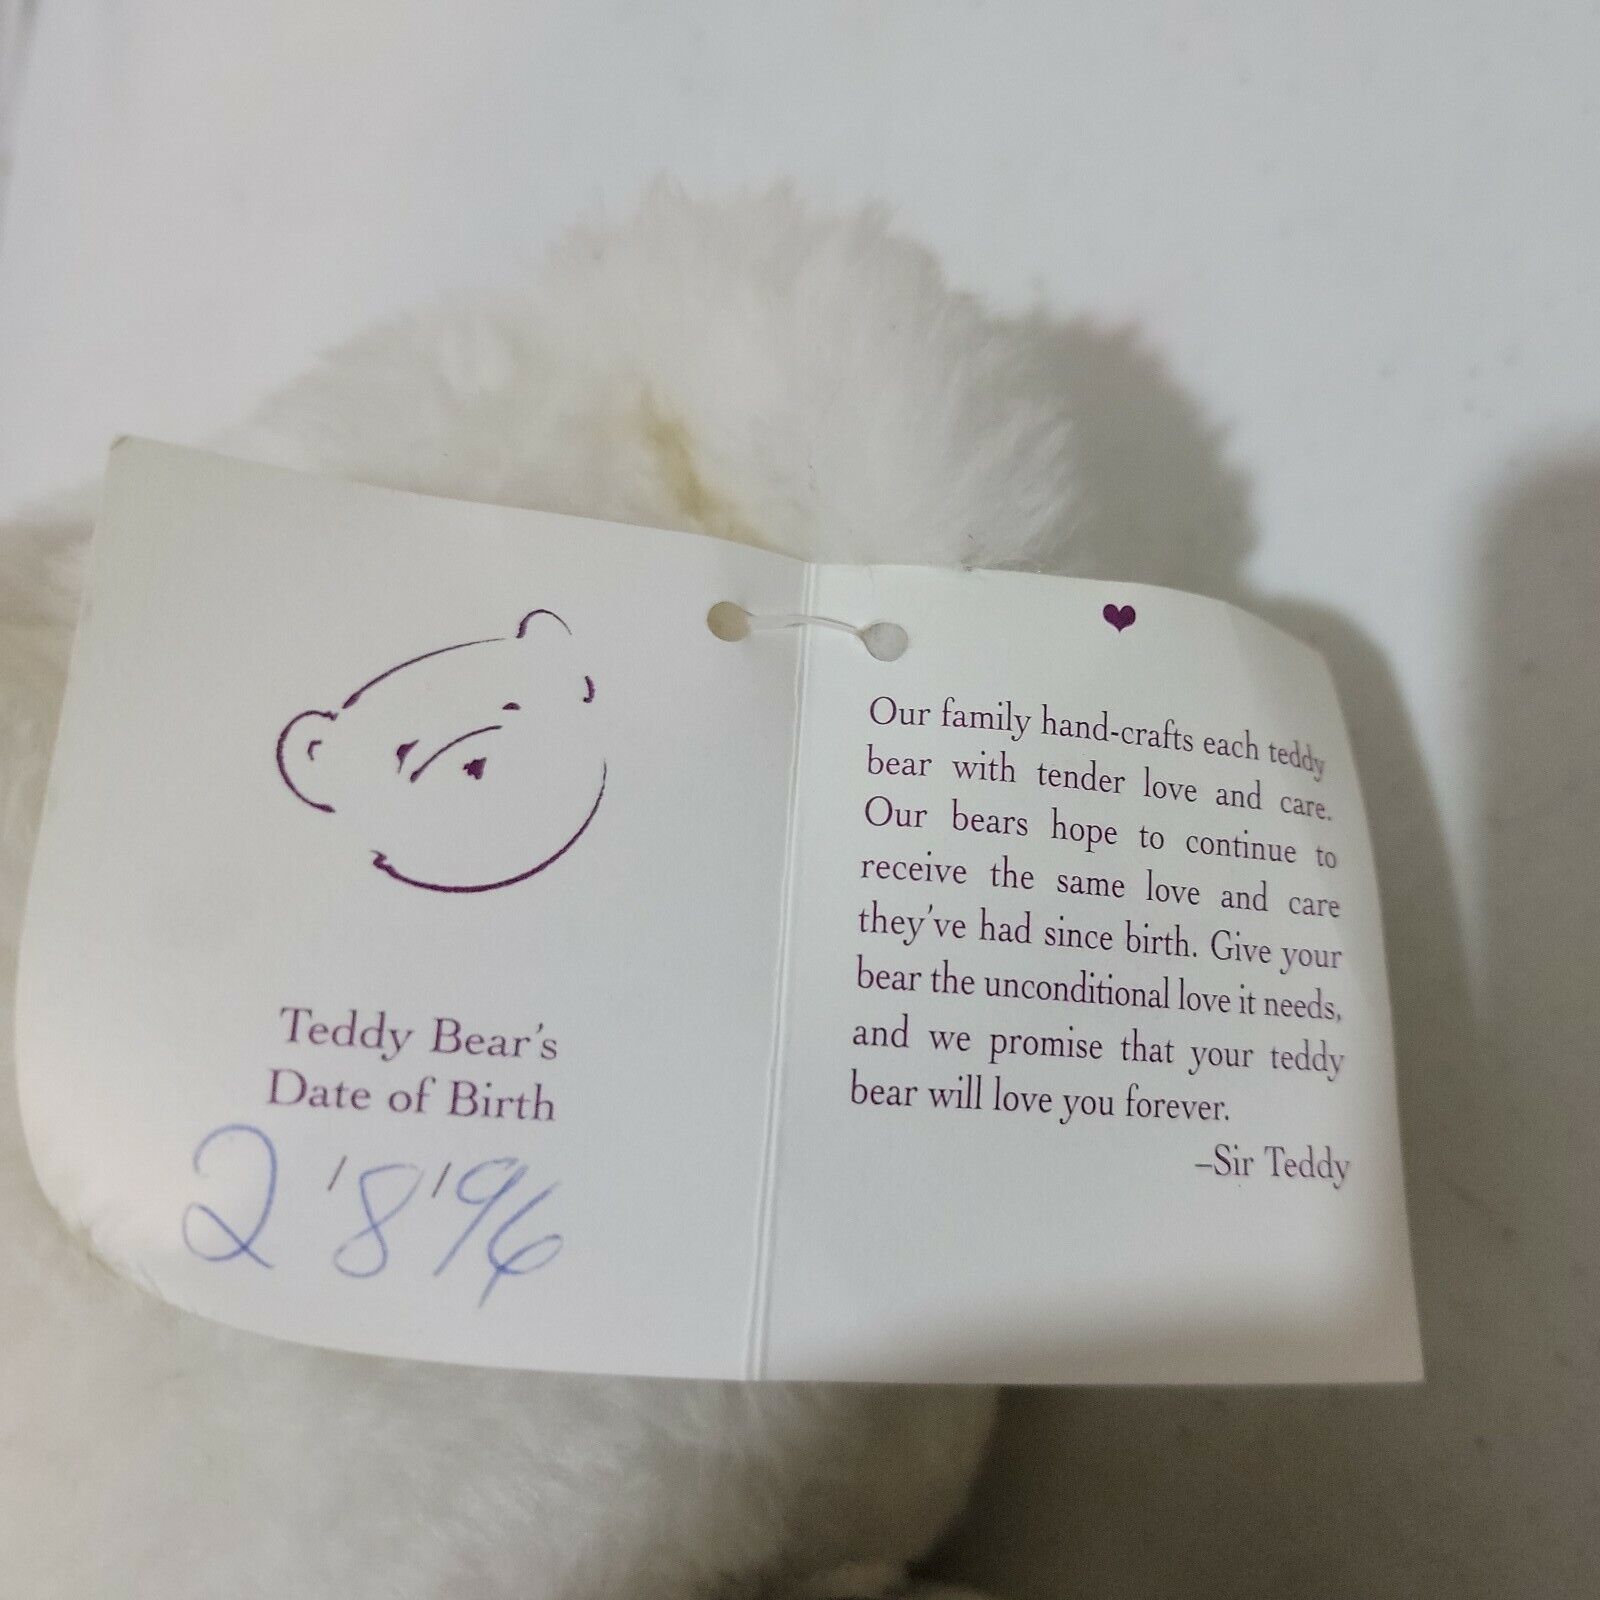 Teddy Bear's
Date of Birth
2/8/96
Our family hand-crafts each teddy
bear with tender love and care.
Our bears hope to continue to
receive the same love and care
they've had since birth. Give your
bear the unconditional love it needs,
and we promise that your teddy
bear will love you forever.
–Sir Teddy